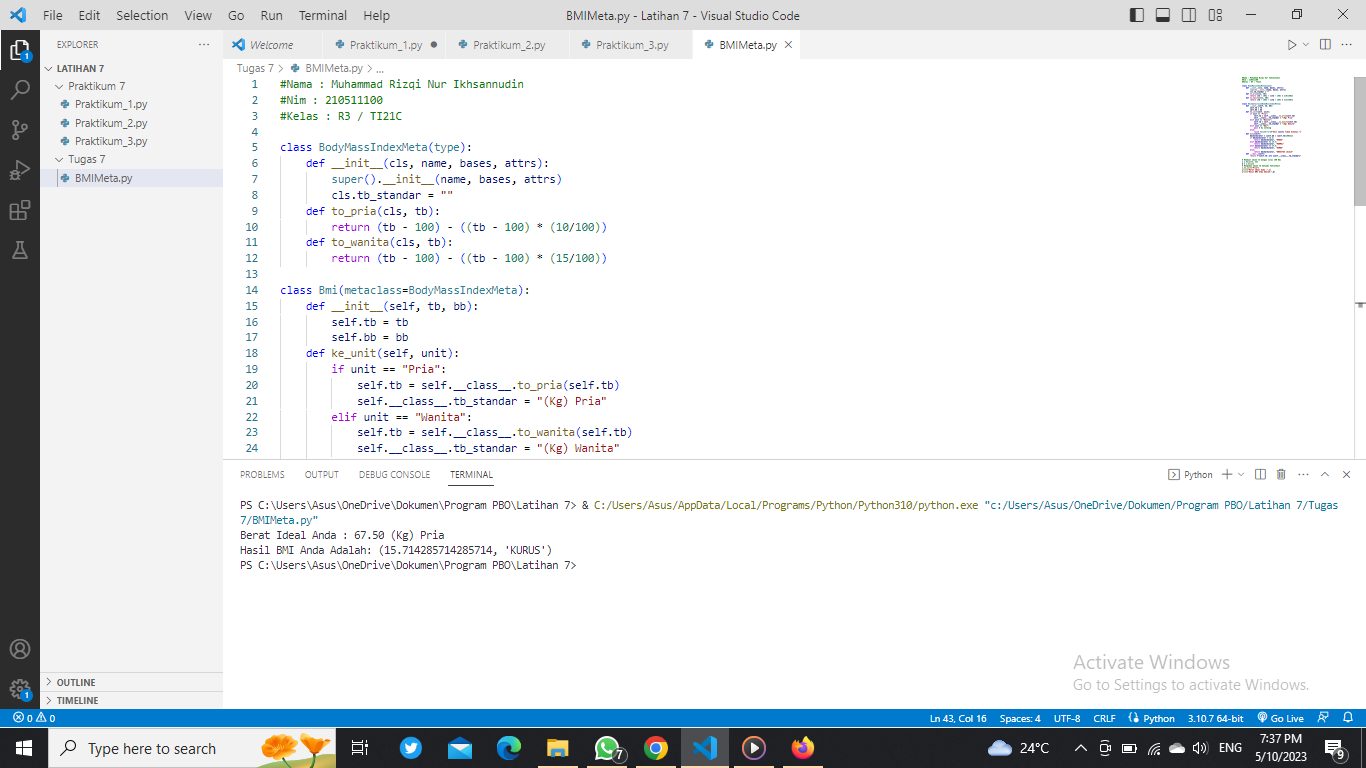 File Edit Selection View Go Run Terminal Help
BMIMeta.py - Latihan 7 - Visual Studio Code
EXPLORER
LATIHAN 7
Praktikum 7
Praktikum_1.py
Praktikum_2.py
Praktikum_3.py
Tugas 7
BMIMeta.py
OUTLINE
TIMELINE
1
1
Welcome Praktikum_1.py Praktikum_2.py Praktikum_3.py BMIMeta.py
Tugas 7 > BMIMeta.py > ...
1 #Nama : Muhammad Rizqi Nur Ikhsannudin
2 #Nim : 210511100
3 #Kelas : R3 / TI21C
4
5 class BodyMassIndexMeta(type):
6 def __init__(cls, name, bases, attrs):
7 super().__init__(name, bases, attrs)
8 cls.tb_standar = ""
9 def to_pria(cls, tb):
10 return (tb - 100) - ((tb - 100) * (10/100))
11 def to_wanita(cls, tb):
12 return (tb - 100) - ((tb - 100) * (15/100))
13
14 class Bmi(metaclass=BodyMassIndexMeta):
15 def __init__(self, tb, bb):
16 self.tb = tb
17 self.bb = bb
18 def ke_unit(self, unit):
19 if unit == "Pria":
20 self.tb = self.__class__.to_pria(self.tb)
21 self.__class__.tb_standar = "(Kg) Pria"
22 elif unit == "Wanita":
23 self.tb = self.__class__.to_wanita(self.tb)
24 self.__class__.tb_standar = "(Kg) Wanita"
PROBLEMS OUTPUT DEBUG CONSOLE TERMINAL
Python
PS C:\Users\Asus\OneDrive\Dokumen\Program PBO\Latihan 7> & C:/Users/Asus/AppData/Local/Programs/Python/Python310/python.exe "c:/Users/Asus/OneDrive/Dokumen/Program PBO/Latihan 7/Tugas
7/BMIMeta.py"
Berat Ideal Anda : 67.50 (Kg) Pria
Hasil BMI Anda Adalah: (15.714285714285714, 'KURUS')
PS C:\Users\Asus\OneDrive\Dokumen\Program PBO\Latihan 7>
Activate Windows
Go to Settings to activate Windows.
0 0 Ln 43, Col 16 Spaces: 4 UTF-8 CRLF Python 3.10.7 64-bit Go Live
Type here to search
7
24°C
ENG
7:37 PM
5/10/2023
9